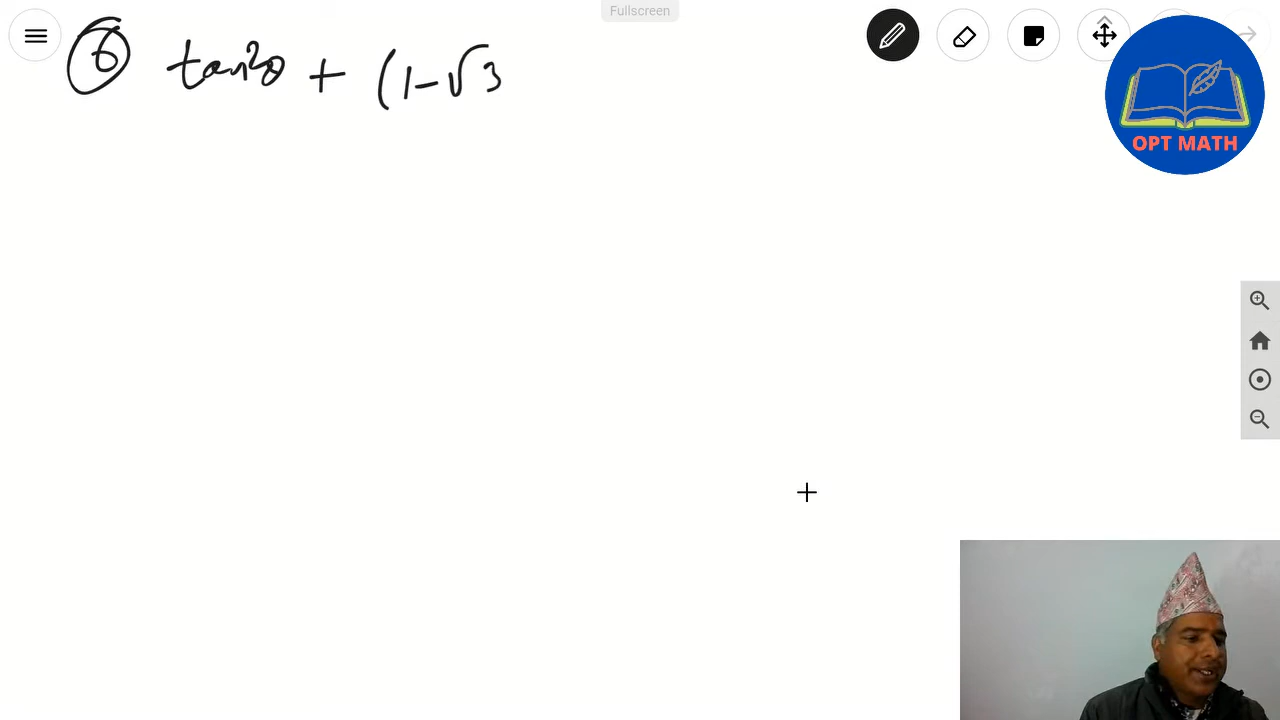 Fullscreen
⑥ tan²θ + (1-√3
OPT MATH